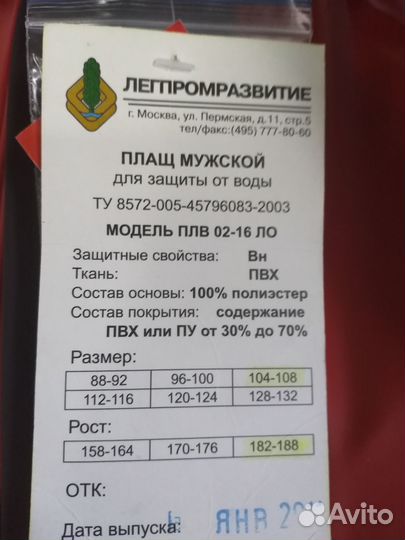 ЛЕГПРОМРАЗВИТИЕ
г. Москва, ул. Пермская, д.11, стр.5
тел/факс:(495) 777-80-60
ПЛАЩ МУЖСКОЙ
для защиты от воды
ТУ 8572-005-45796083-2003
МОДЕЛЬ ПЛВ 02-16 ЛО
Защитные свойства: Вн
Ткань: ПВХ
Состав основы: 100% полиэстер
Состав покрытия: содержание
ПВХ или ПУ от 30% до 70%
Размер:
88-92 96-100 104-108
112-116 120-124 128-132
Рост:
158-164 170-176 182-188
ОТК:
Дата выпуска: ЯНВ
Avito